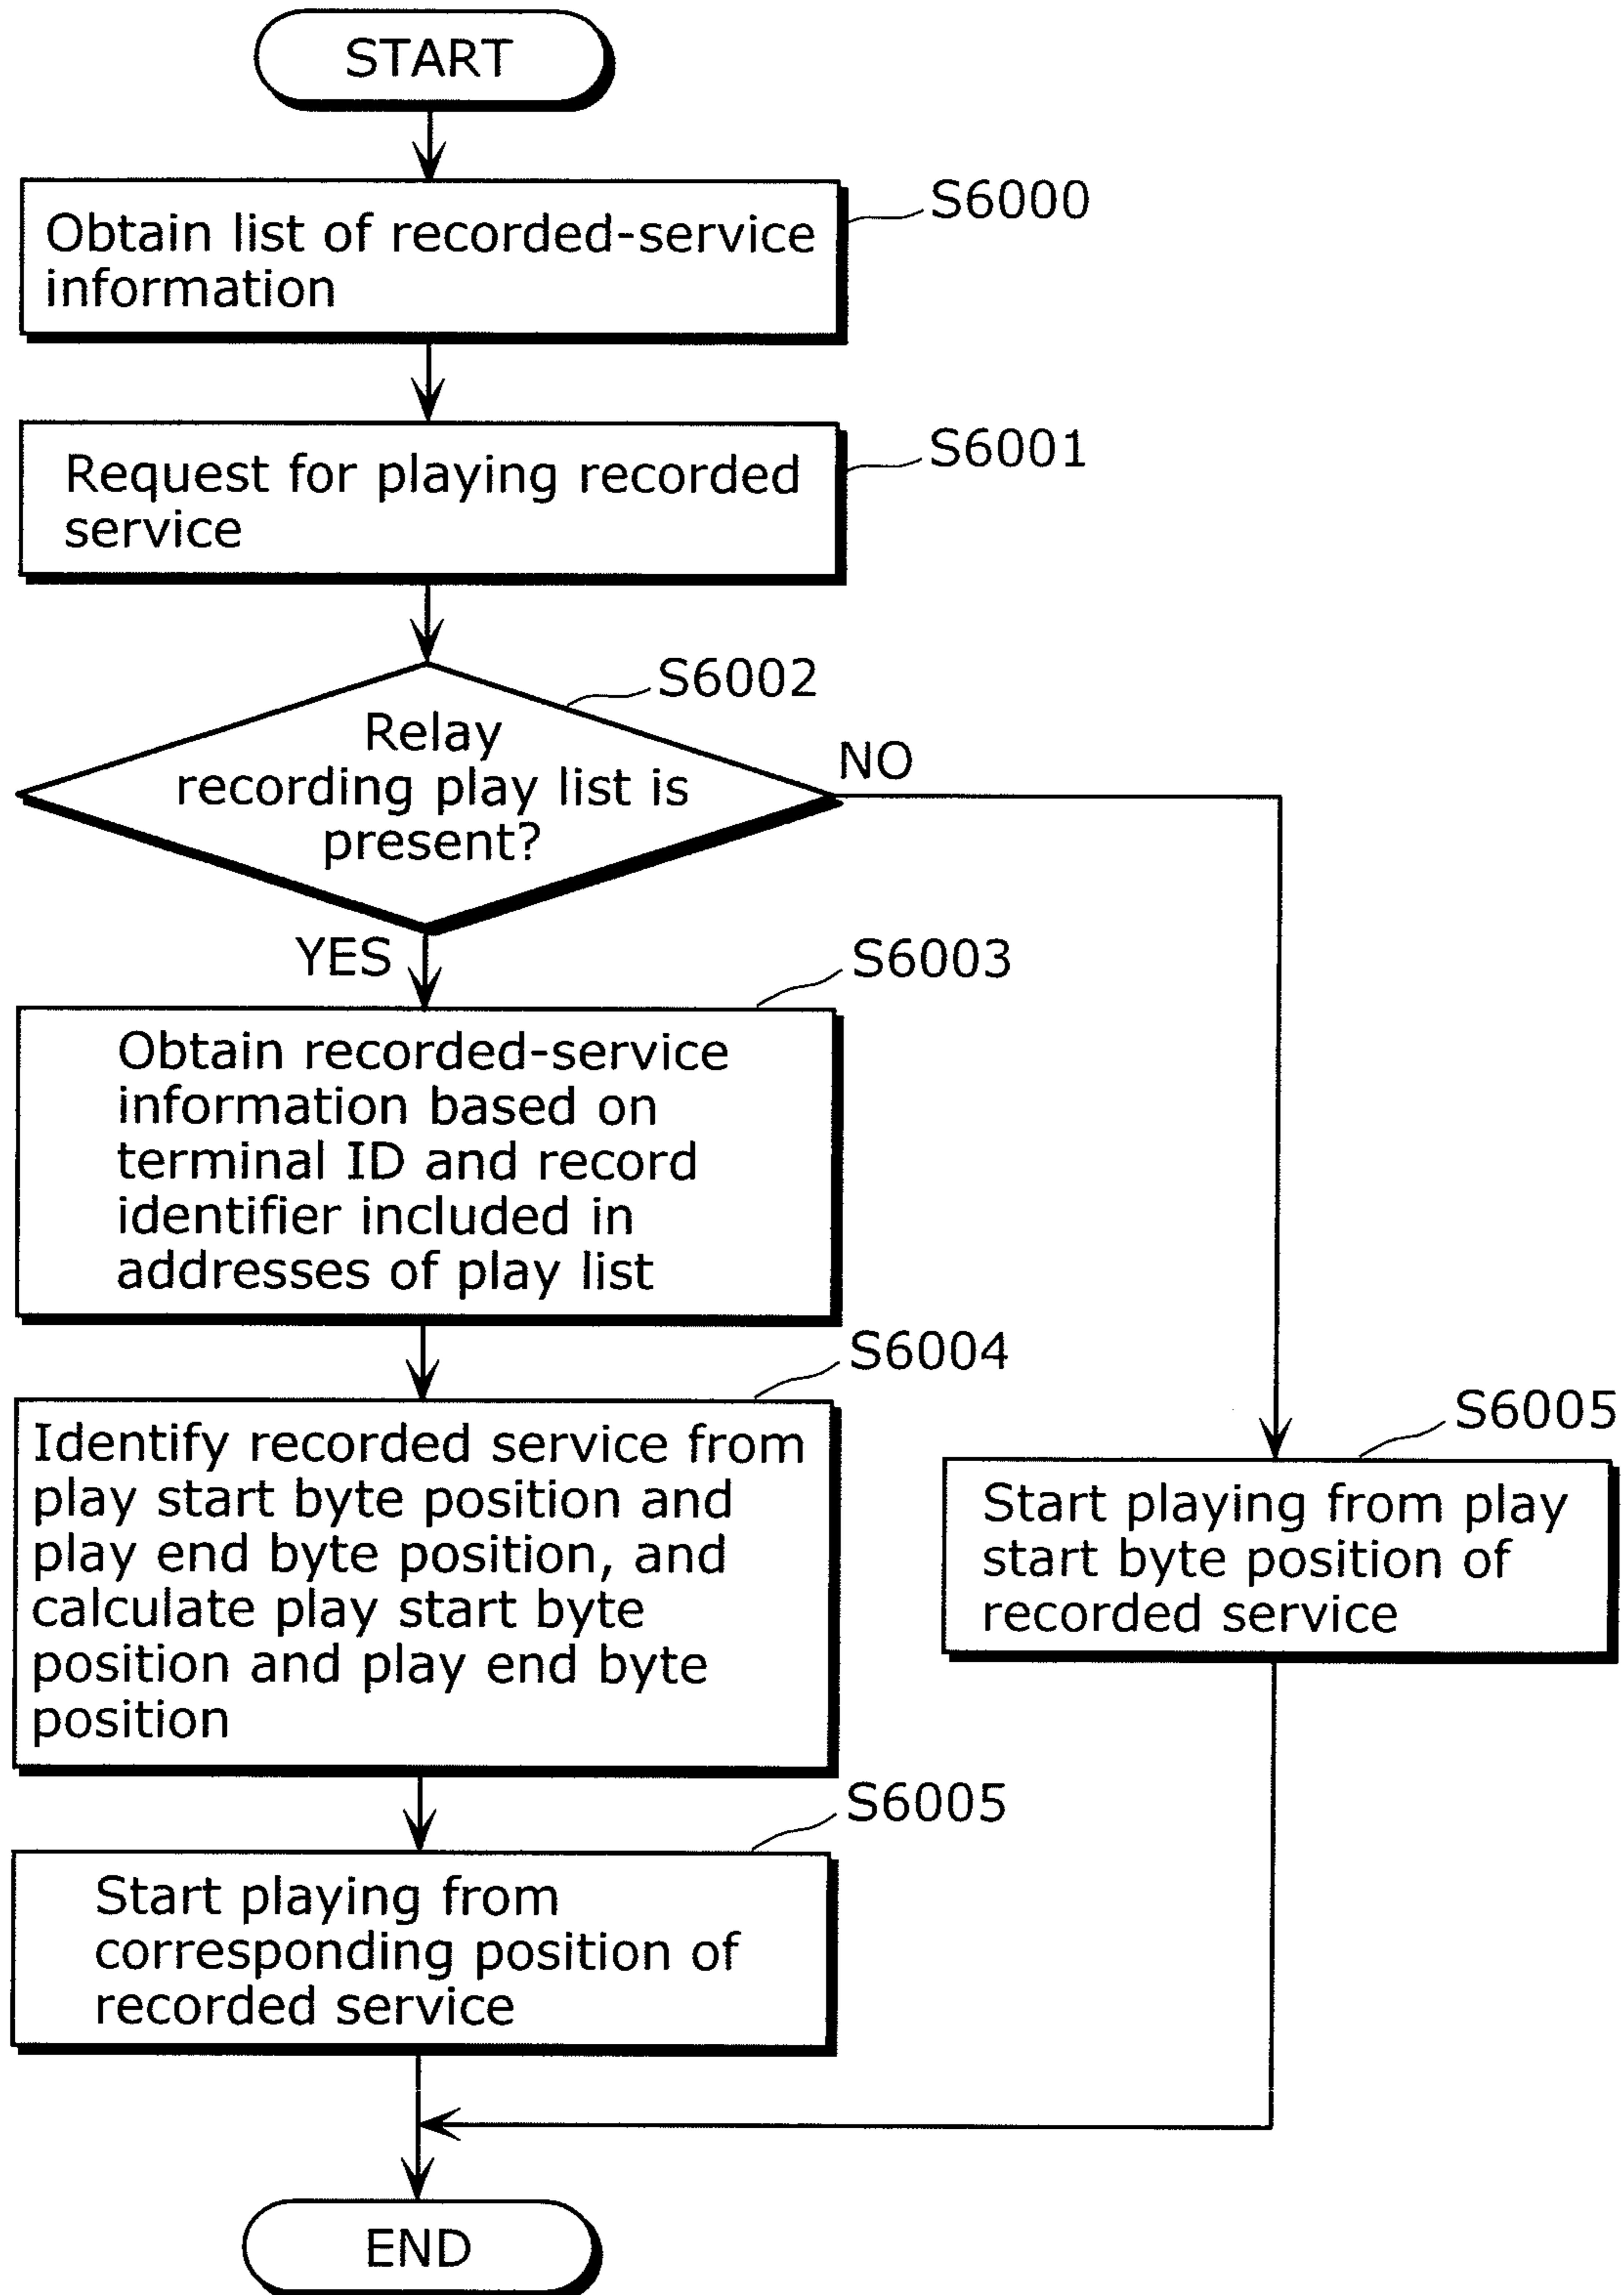 START
S6000
Obtain list of recorded-service
information
S6001
Request for playing recorded
service
S6002
Relay
recording play list is
present?
NO
YES
S6003
Obtain recorded-service
information based on
terminal ID and record
identifier included in
addresses of play list
S6004
Identify recorded service from
play start byte position and
play end byte position, and
calculate play start byte
position and play end byte
position
S6005
Start playing from play
start byte position of
recorded service
S6005
Start playing from
corresponding position of
recorded service
END